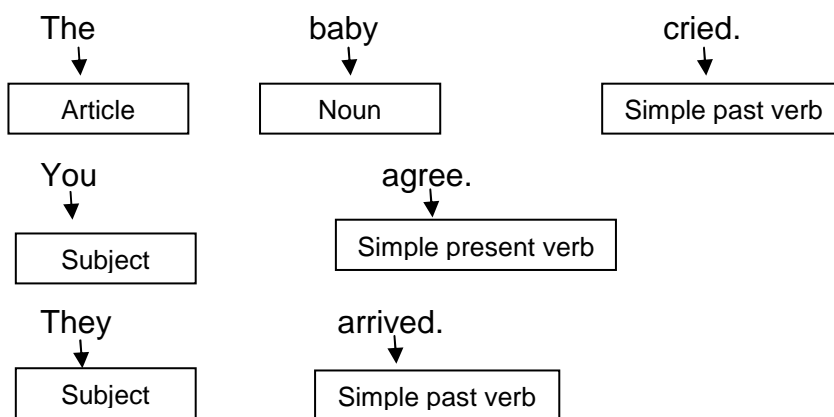 The baby cried.
Article Noun Simple past verb
You agree.
Subject Simple present verb
They arrived.
Subject Simple past verb